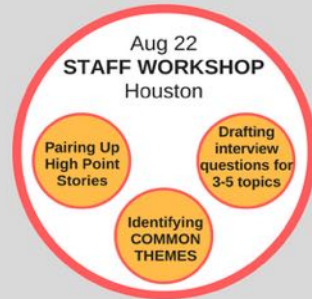 Aug 22
STAFF WORKSHOP
Houston
Pairing Up
High Point
Stories
Drafting
interview
questions for
3-5 topics
Identifying
COMMON
THEMES